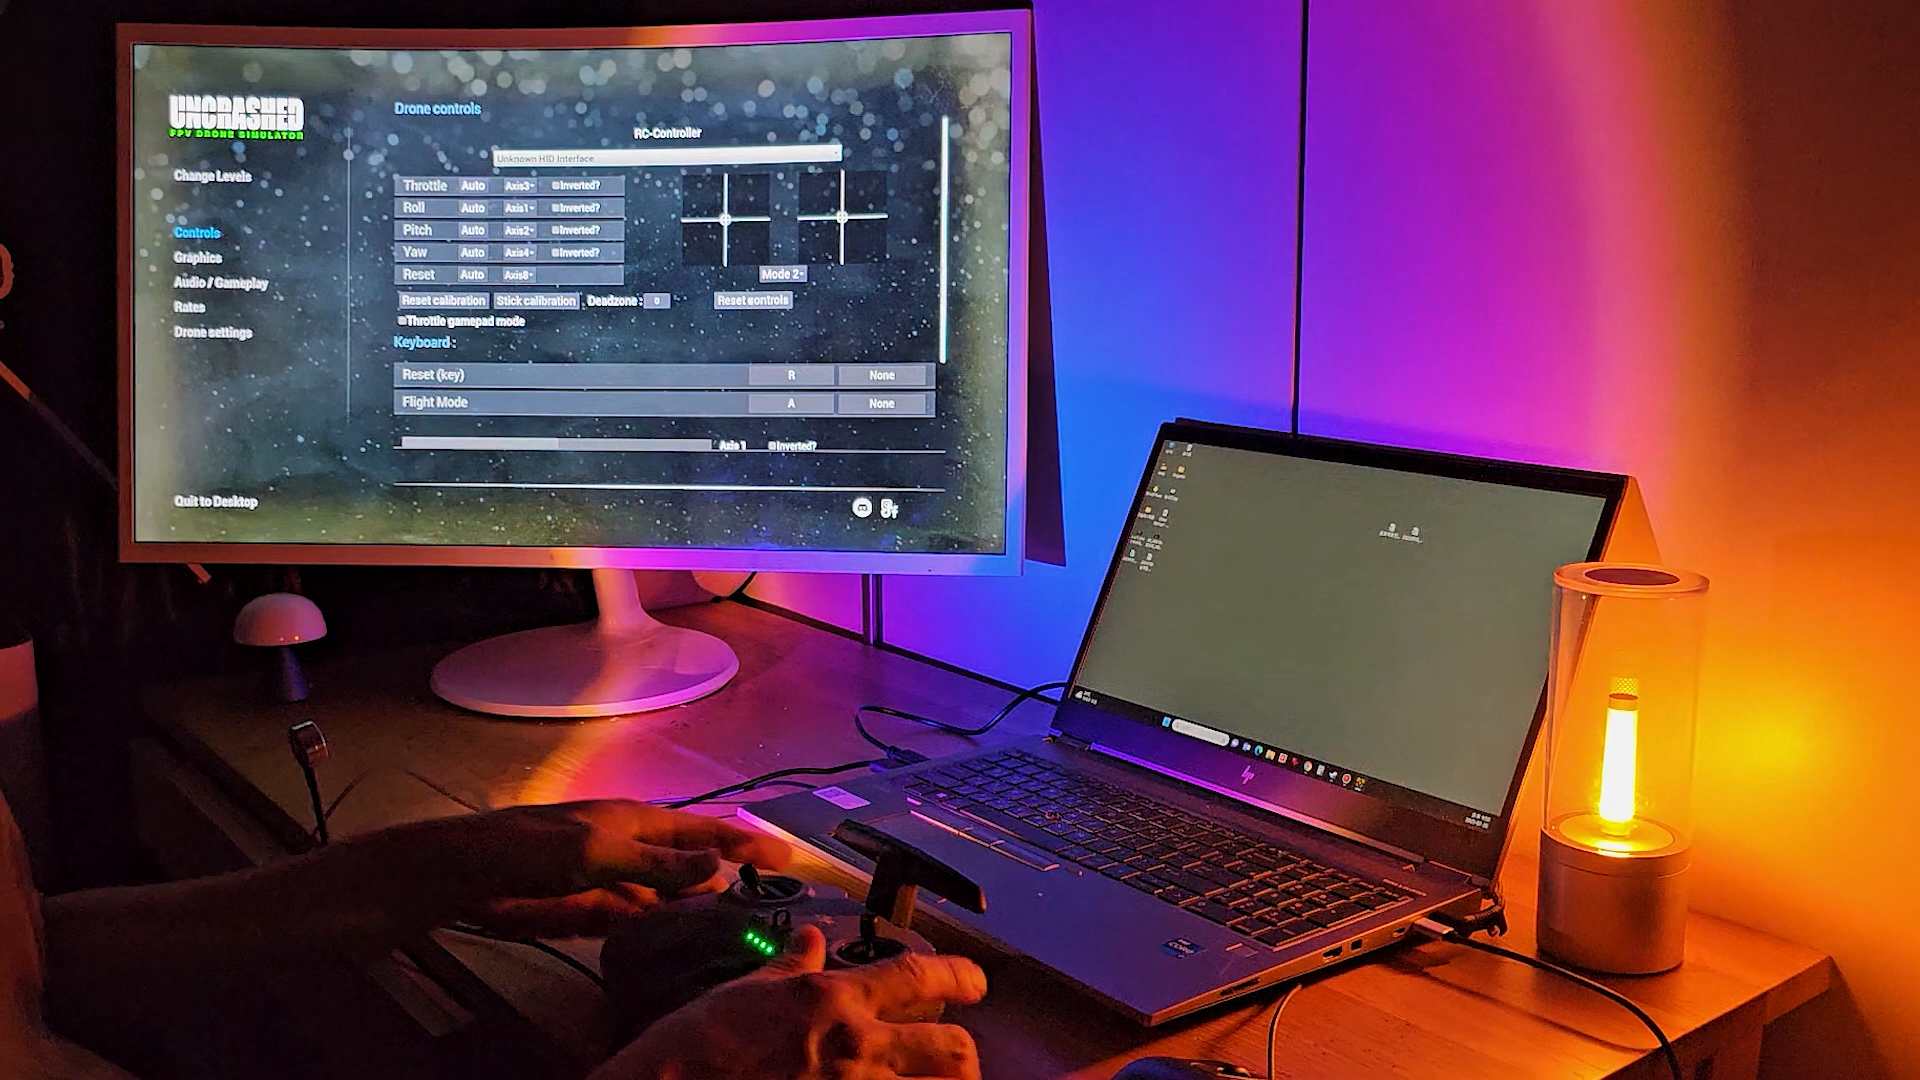 UNCRASHED
FPV DRONE SIMULATOR
Change Levels
Controls
Graphics
Audio / Gameplay
Rates
Drone settings
Quit to Desktop
Drone controls
RC-Controller
Unknown HID Interface
Throttle Auto Axis3 Inverted?
Roll Auto Axis1 Inverted?
Pitch Auto Axis2 Inverted?
Yaw Auto Axis4 Inverted?
Reset Auto Axis8
Mode 2
Reset calibration Stick calibration Deadzone : 0 Reset controls
Throttle gamepad mode
Keyboard :
Reset (key) R None
Flight Mode A None
Axis 1 Inverted?
hp
CORE